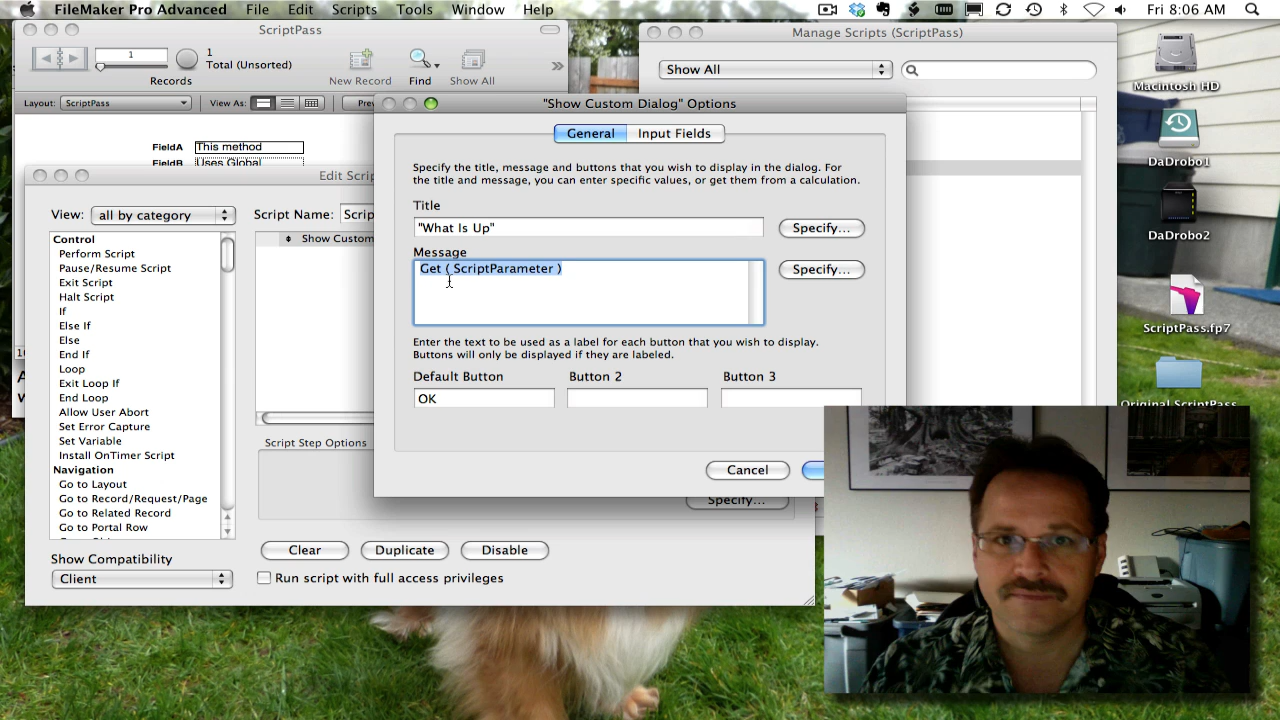 FileMaker Pro Advanced File Edit Scripts Tools Window Help
Fri 8:06 AM
ScriptPass
1
1
Total (Unsorted)
Records
New Record
Find
Show All
Layout: ScriptPass
View As:
FieldA This method
FieldB Uses Global
Manage Scripts (ScriptPass)
Show All
Macintosh HD
DaDrobo1
DaDrobo2
ScriptPass.fp7
Original ScriptPass
View: all by category
Script Name:
Control
Perform Script
Pause/Resume Script
Exit Script
Halt Script
If
Else If
Else
End If
Loop
Exit Loop If
End Loop
Allow User Abort
Set Error Capture
Set Variable
Install OnTimer Script
Navigation
Go to Layout
Go to Record/Request/Page
Go to Related Record
Go to Portal Row
Show Compatibility
Client
Script Step Options
Specify...
Clear
Duplicate
Disable
Run script with full access privileges
"Show Custom Dialog" Options
General
Input Fields
Specify the title, message and buttons that you wish to display in the dialog. For
the title and message, you can enter specific values, or get them from a calculation.
Title
"What Is Up"
Specify...
Message
Get ( ScriptParameter )
Specify...
Enter the text to be used as a label for each button that you wish to display.
Buttons will only be displayed if they are labeled.
Default Button
Button 2
Button 3
OK
Cancel